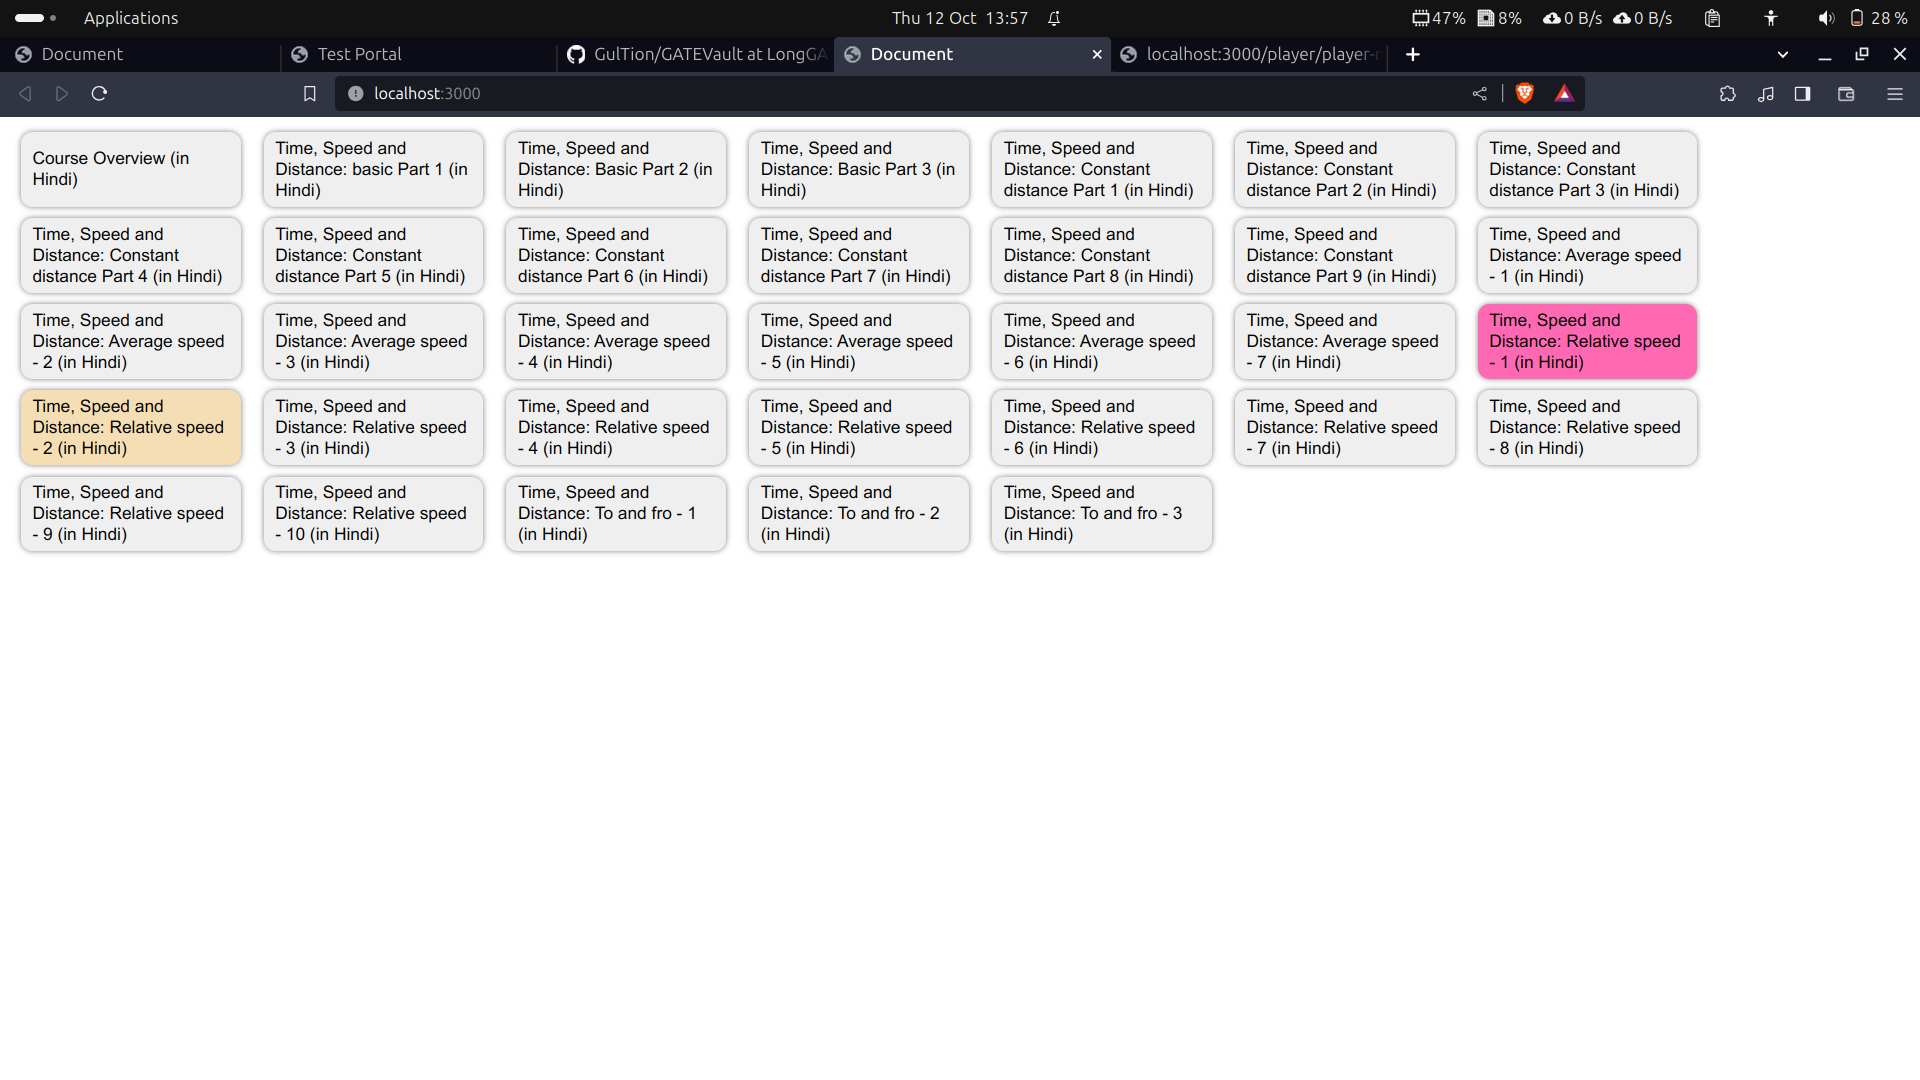 Applications
Thu 12 Oct 13:57
47% 8% 0 B/s 0 B/s 28 %
Document
Test Portal
GulTion/GATEVault at LongGA
Document
localhost:3000/player/player-
localhost:3000
Course Overview (in
Hindi)
Time, Speed and
Distance: basic Part 1 (in
Hindi)
Time, Speed and
Distance: Basic Part 2 (in
Hindi)
Time, Speed and
Distance: Basic Part 3 (in
Hindi)
Time, Speed and
Distance: Constant
distance Part 1 (in Hindi)
Time, Speed and
Distance: Constant
distance Part 2 (in Hindi)
Time, Speed and
Distance: Constant
distance Part 3 (in Hindi)
Time, Speed and
Distance: Constant
distance Part 4 (in Hindi)
Time, Speed and
Distance: Constant
distance Part 5 (in Hindi)
Time, Speed and
Distance: Constant
distance Part 6 (in Hindi)
Time, Speed and
Distance: Constant
distance Part 7 (in Hindi)
Time, Speed and
Distance: Constant
distance Part 8 (in Hindi)
Time, Speed and
Distance: Constant
distance Part 9 (in Hindi)
Time, Speed and
Distance: Average speed
- 1 (in Hindi)
Time, Speed and
Distance: Average speed
- 2 (in Hindi)
Time, Speed and
Distance: Average speed
- 3 (in Hindi)
Time, Speed and
Distance: Average speed
- 4 (in Hindi)
Time, Speed and
Distance: Average speed
- 5 (in Hindi)
Time, Speed and
Distance: Average speed
- 6 (in Hindi)
Time, Speed and
Distance: Average speed
- 7 (in Hindi)
Time, Speed and
Distance: Relative speed
- 1 (in Hindi)
Time, Speed and
Distance: Relative speed
- 2 (in Hindi)
Time, Speed and
Distance: Relative speed
- 3 (in Hindi)
Time, Speed and
Distance: Relative speed
- 4 (in Hindi)
Time, Speed and
Distance: Relative speed
- 5 (in Hindi)
Time, Speed and
Distance: Relative speed
- 6 (in Hindi)
Time, Speed and
Distance: Relative speed
- 7 (in Hindi)
Time, Speed and
Distance: Relative speed
- 8 (in Hindi)
Time, Speed and
Distance: Relative speed
- 9 (in Hindi)
Time, Speed and
Distance: Relative speed
- 10 (in Hindi)
Time, Speed and
Distance: To and fro - 1
(in Hindi)
Time, Speed and
Distance: To and fro - 2
(in Hindi)
Time, Speed and
Distance: To and fro - 3
(in Hindi)